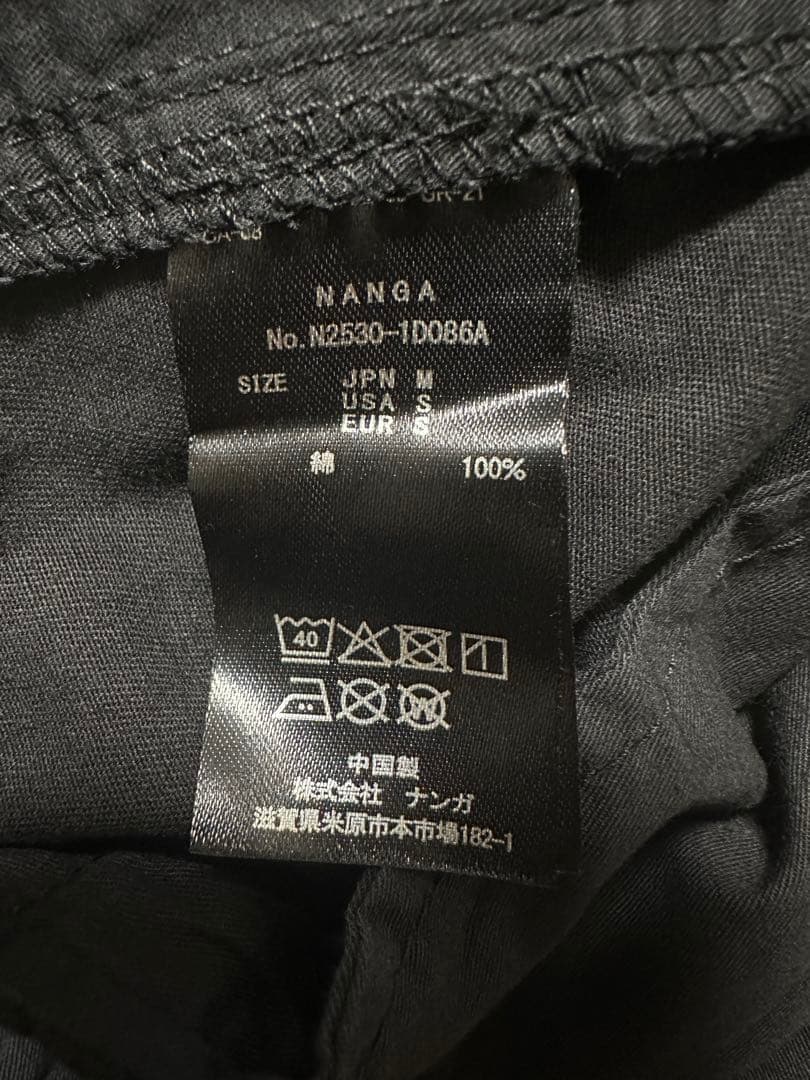 NANGA
No.N2530-1D086A
SIZE JPN M
USA S
EUR S
綿 100%
40
W
中国製
株式会社 ナンガ
滋賀県米原市本市場182-1